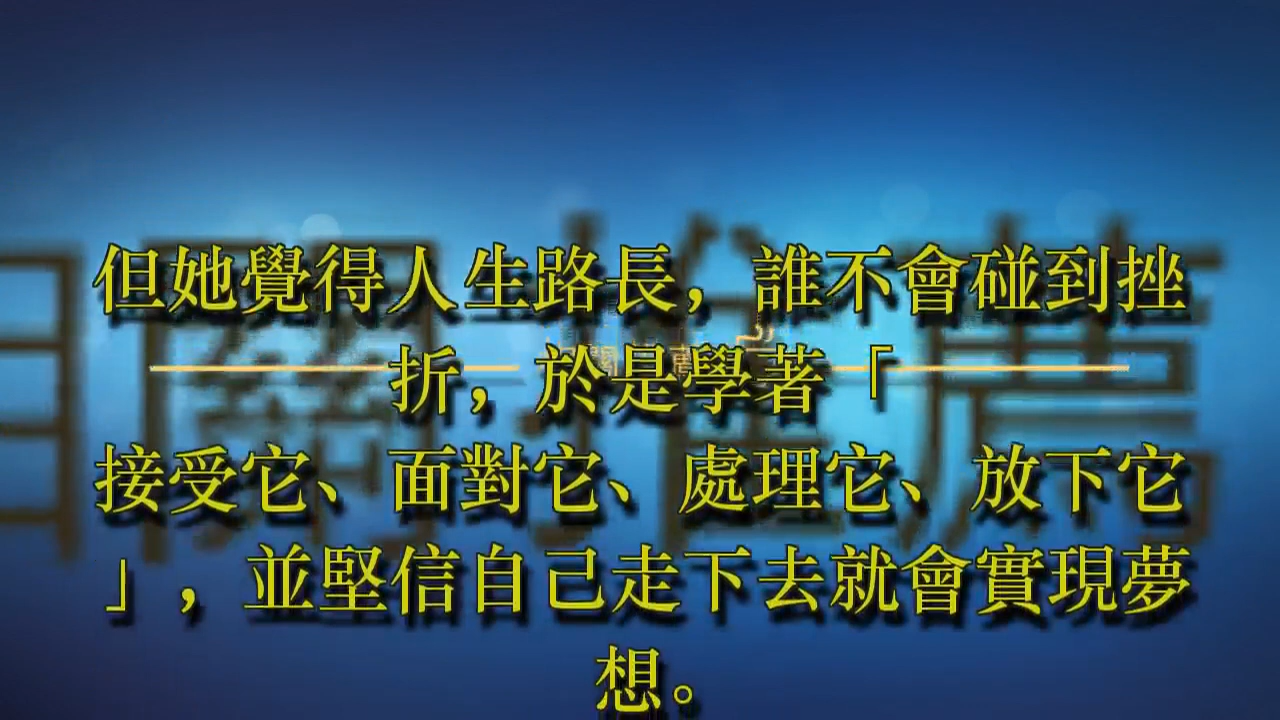 但她覺得人生路長，誰不會碰到挫
折，於是學著「
接受它、面對它、處理它、放下它
」，並堅信自己走下去就會實現夢
想。